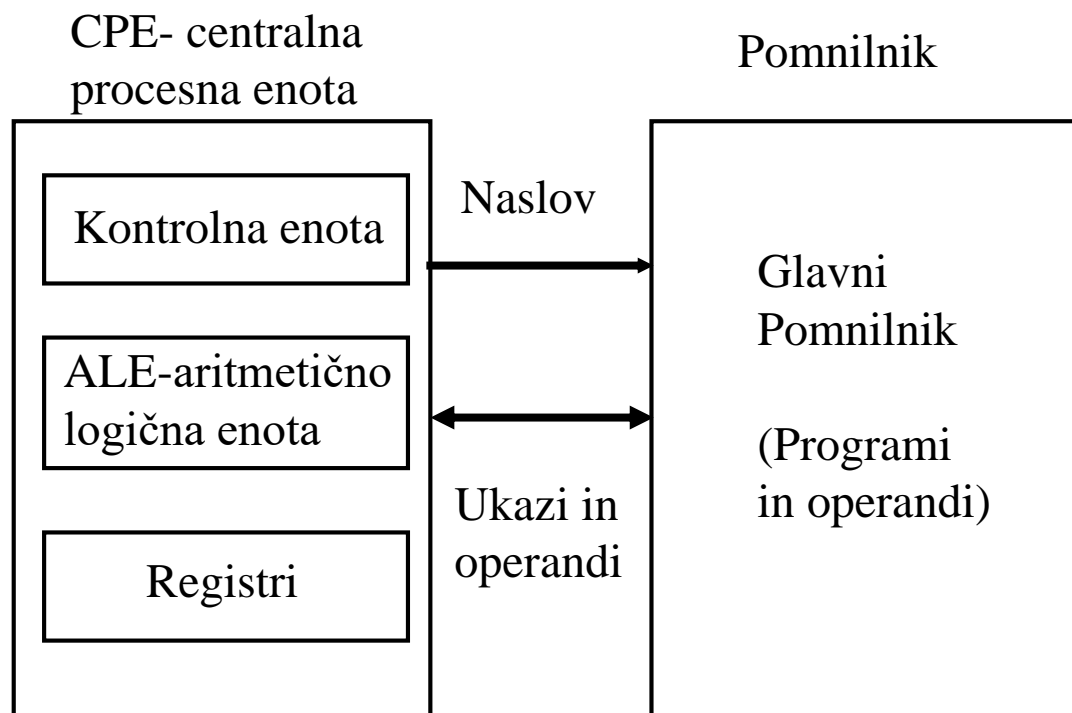 CPE- centralna
procesna enota
Pomnilnik
Kontrolna enota
ALE-aritmetično
logična enota
Registri
Naslov
Ukazi in
operandi
Glavni
Pomnilnik
(Programi
in operandi)